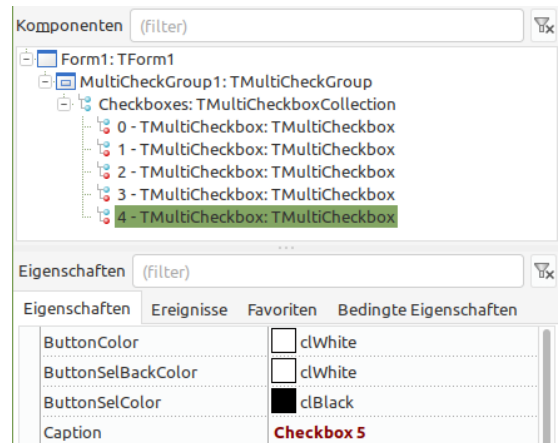 Komponenten (filter)
Form1: TForm1
MultiCheckGroup1: TMultiCheckGroup
Checkboxes: TMultiCheckboxCollection
0 - TMultiCheckbox: TMultiCheckbox
1 - TMultiCheckbox: TMultiCheckbox
2 - TMultiCheckbox: TMultiCheckbox
3 - TMultiCheckbox: TMultiCheckbox
4 - TMultiCheckbox: TMultiCheckbox
Eigenschaften (filter)
Eigenschaften Ereignisse Favoriten Bedingte Eigenschaften
ButtonColor clWhite
ButtonSelBackColor clWhite
ButtonSelColor clBlack
Caption Checkbox 5